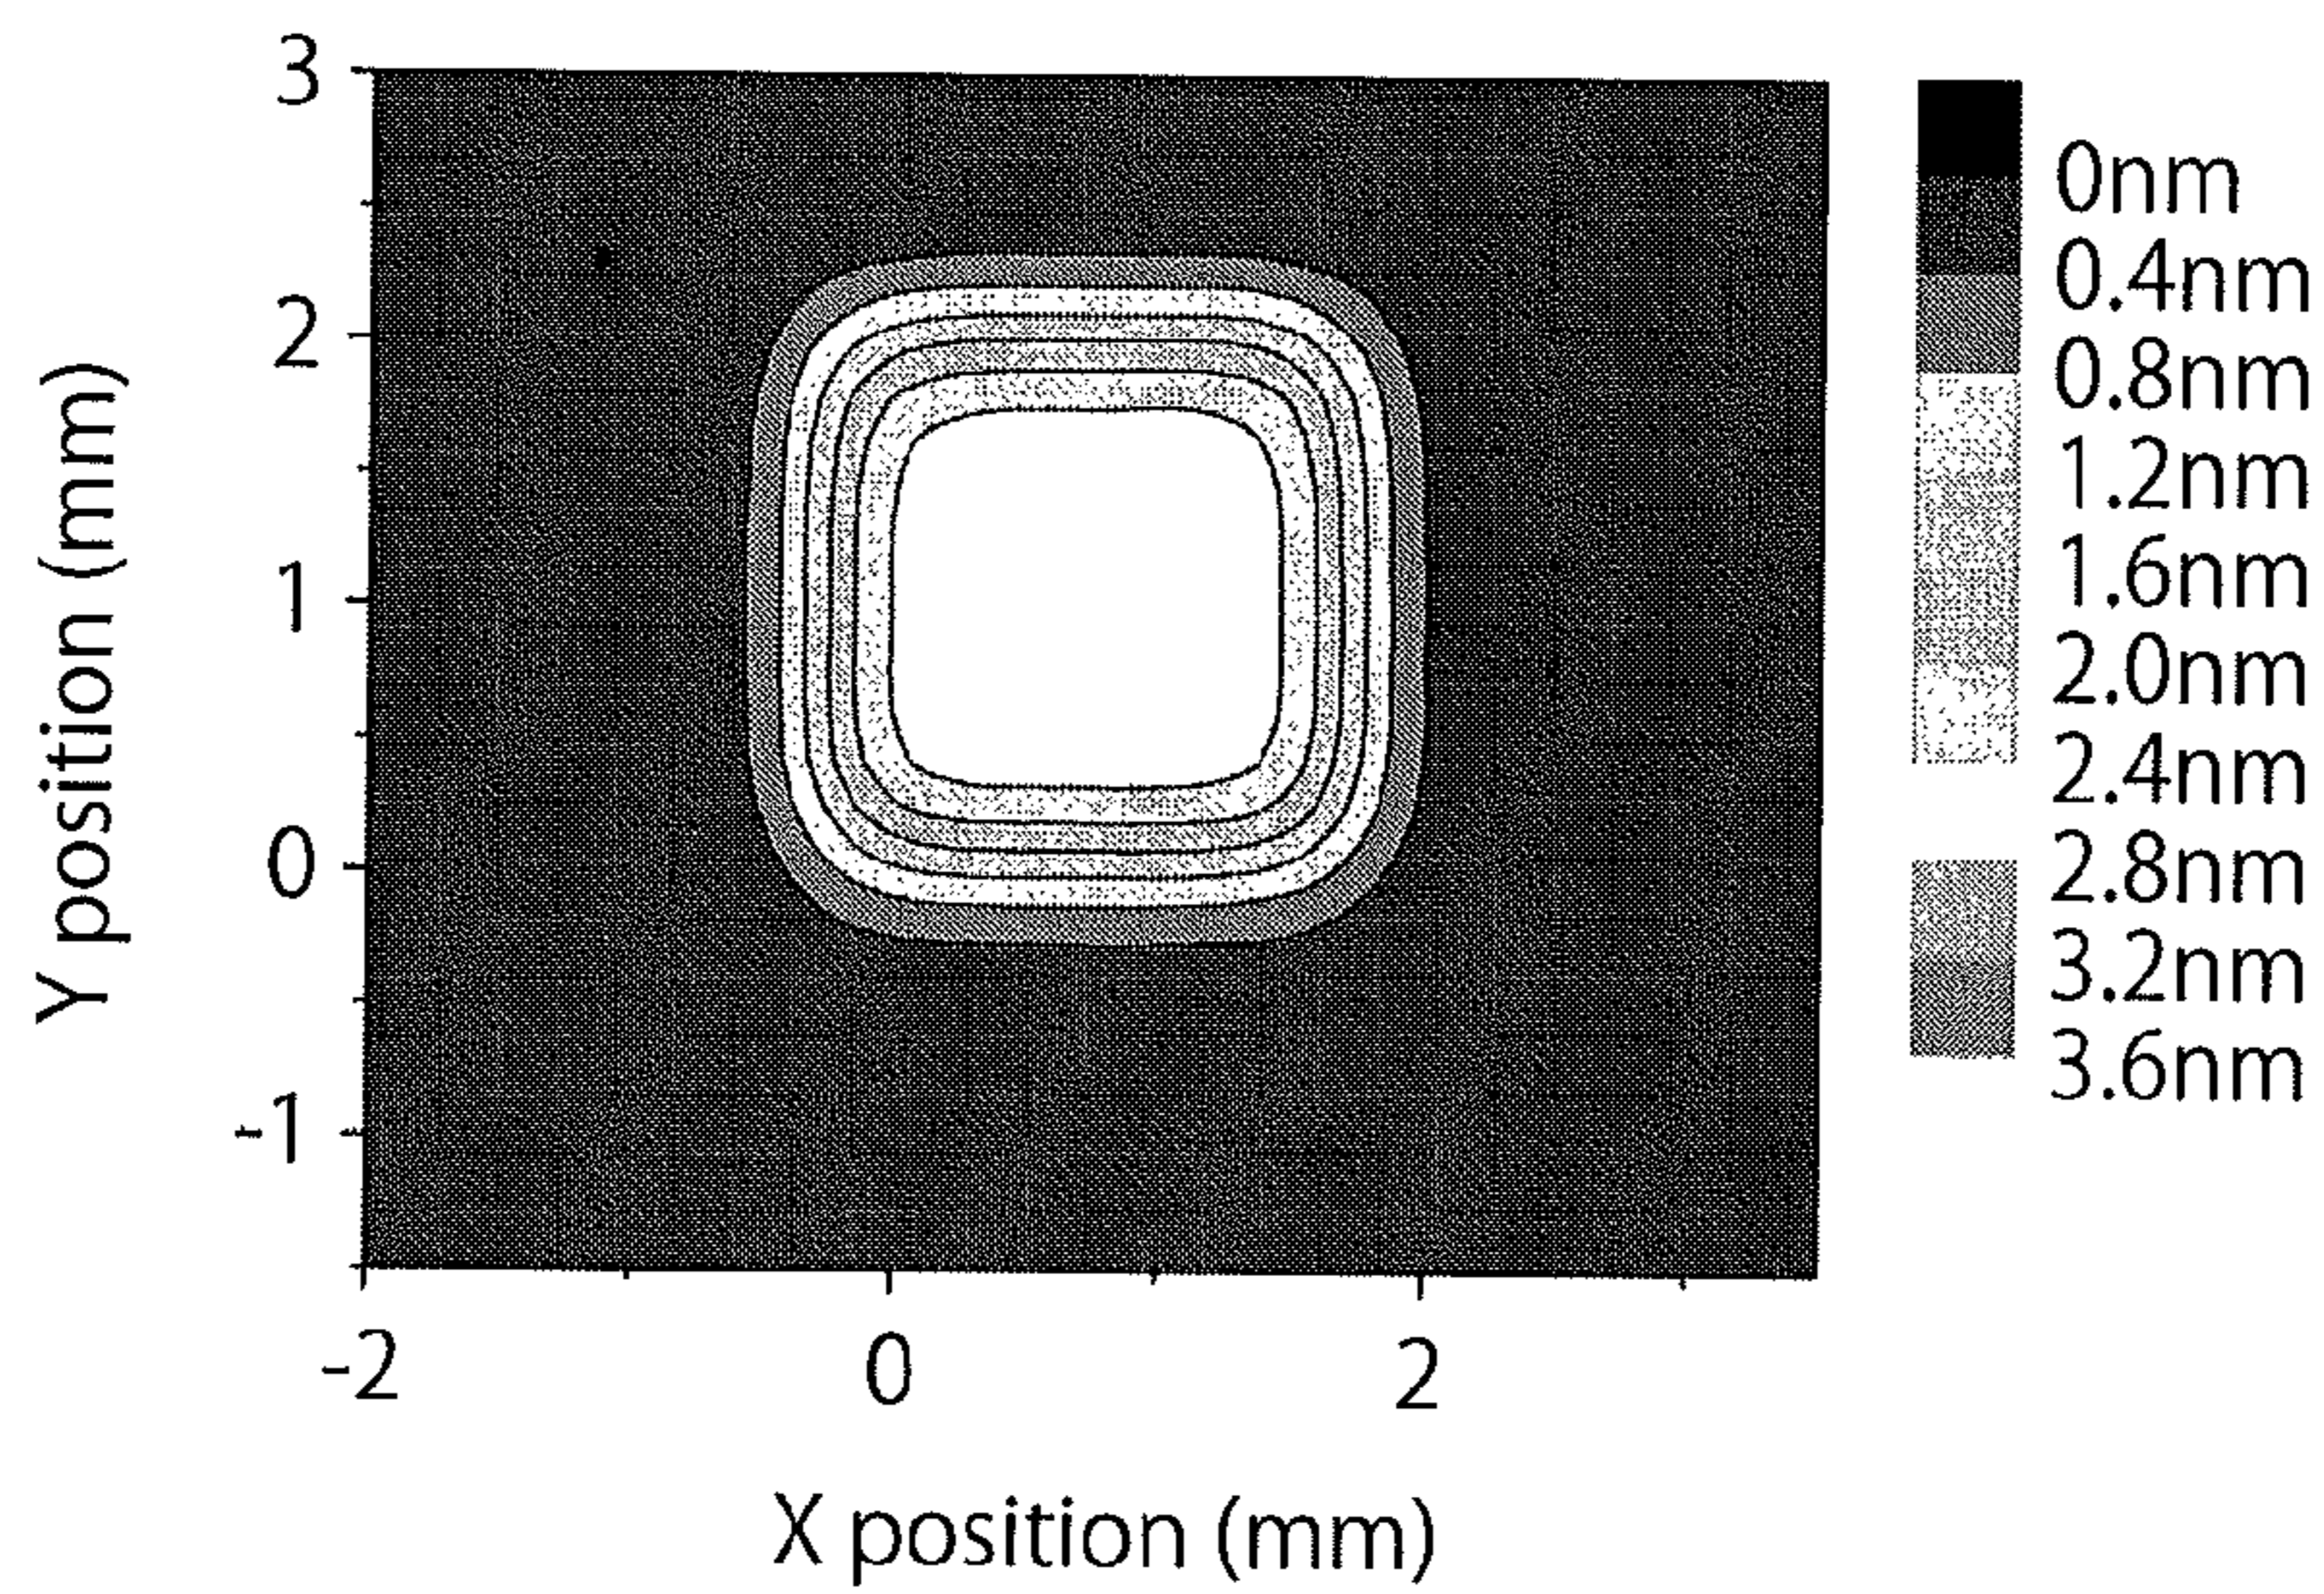 3
2
1
0
-1
Y position (mm)
-2 0 2
X position (mm)
0nm
0.4nm
0.8nm
1.2nm
1.6nm
2.0nm
2.4nm
2.8nm
3.2nm
3.6nm